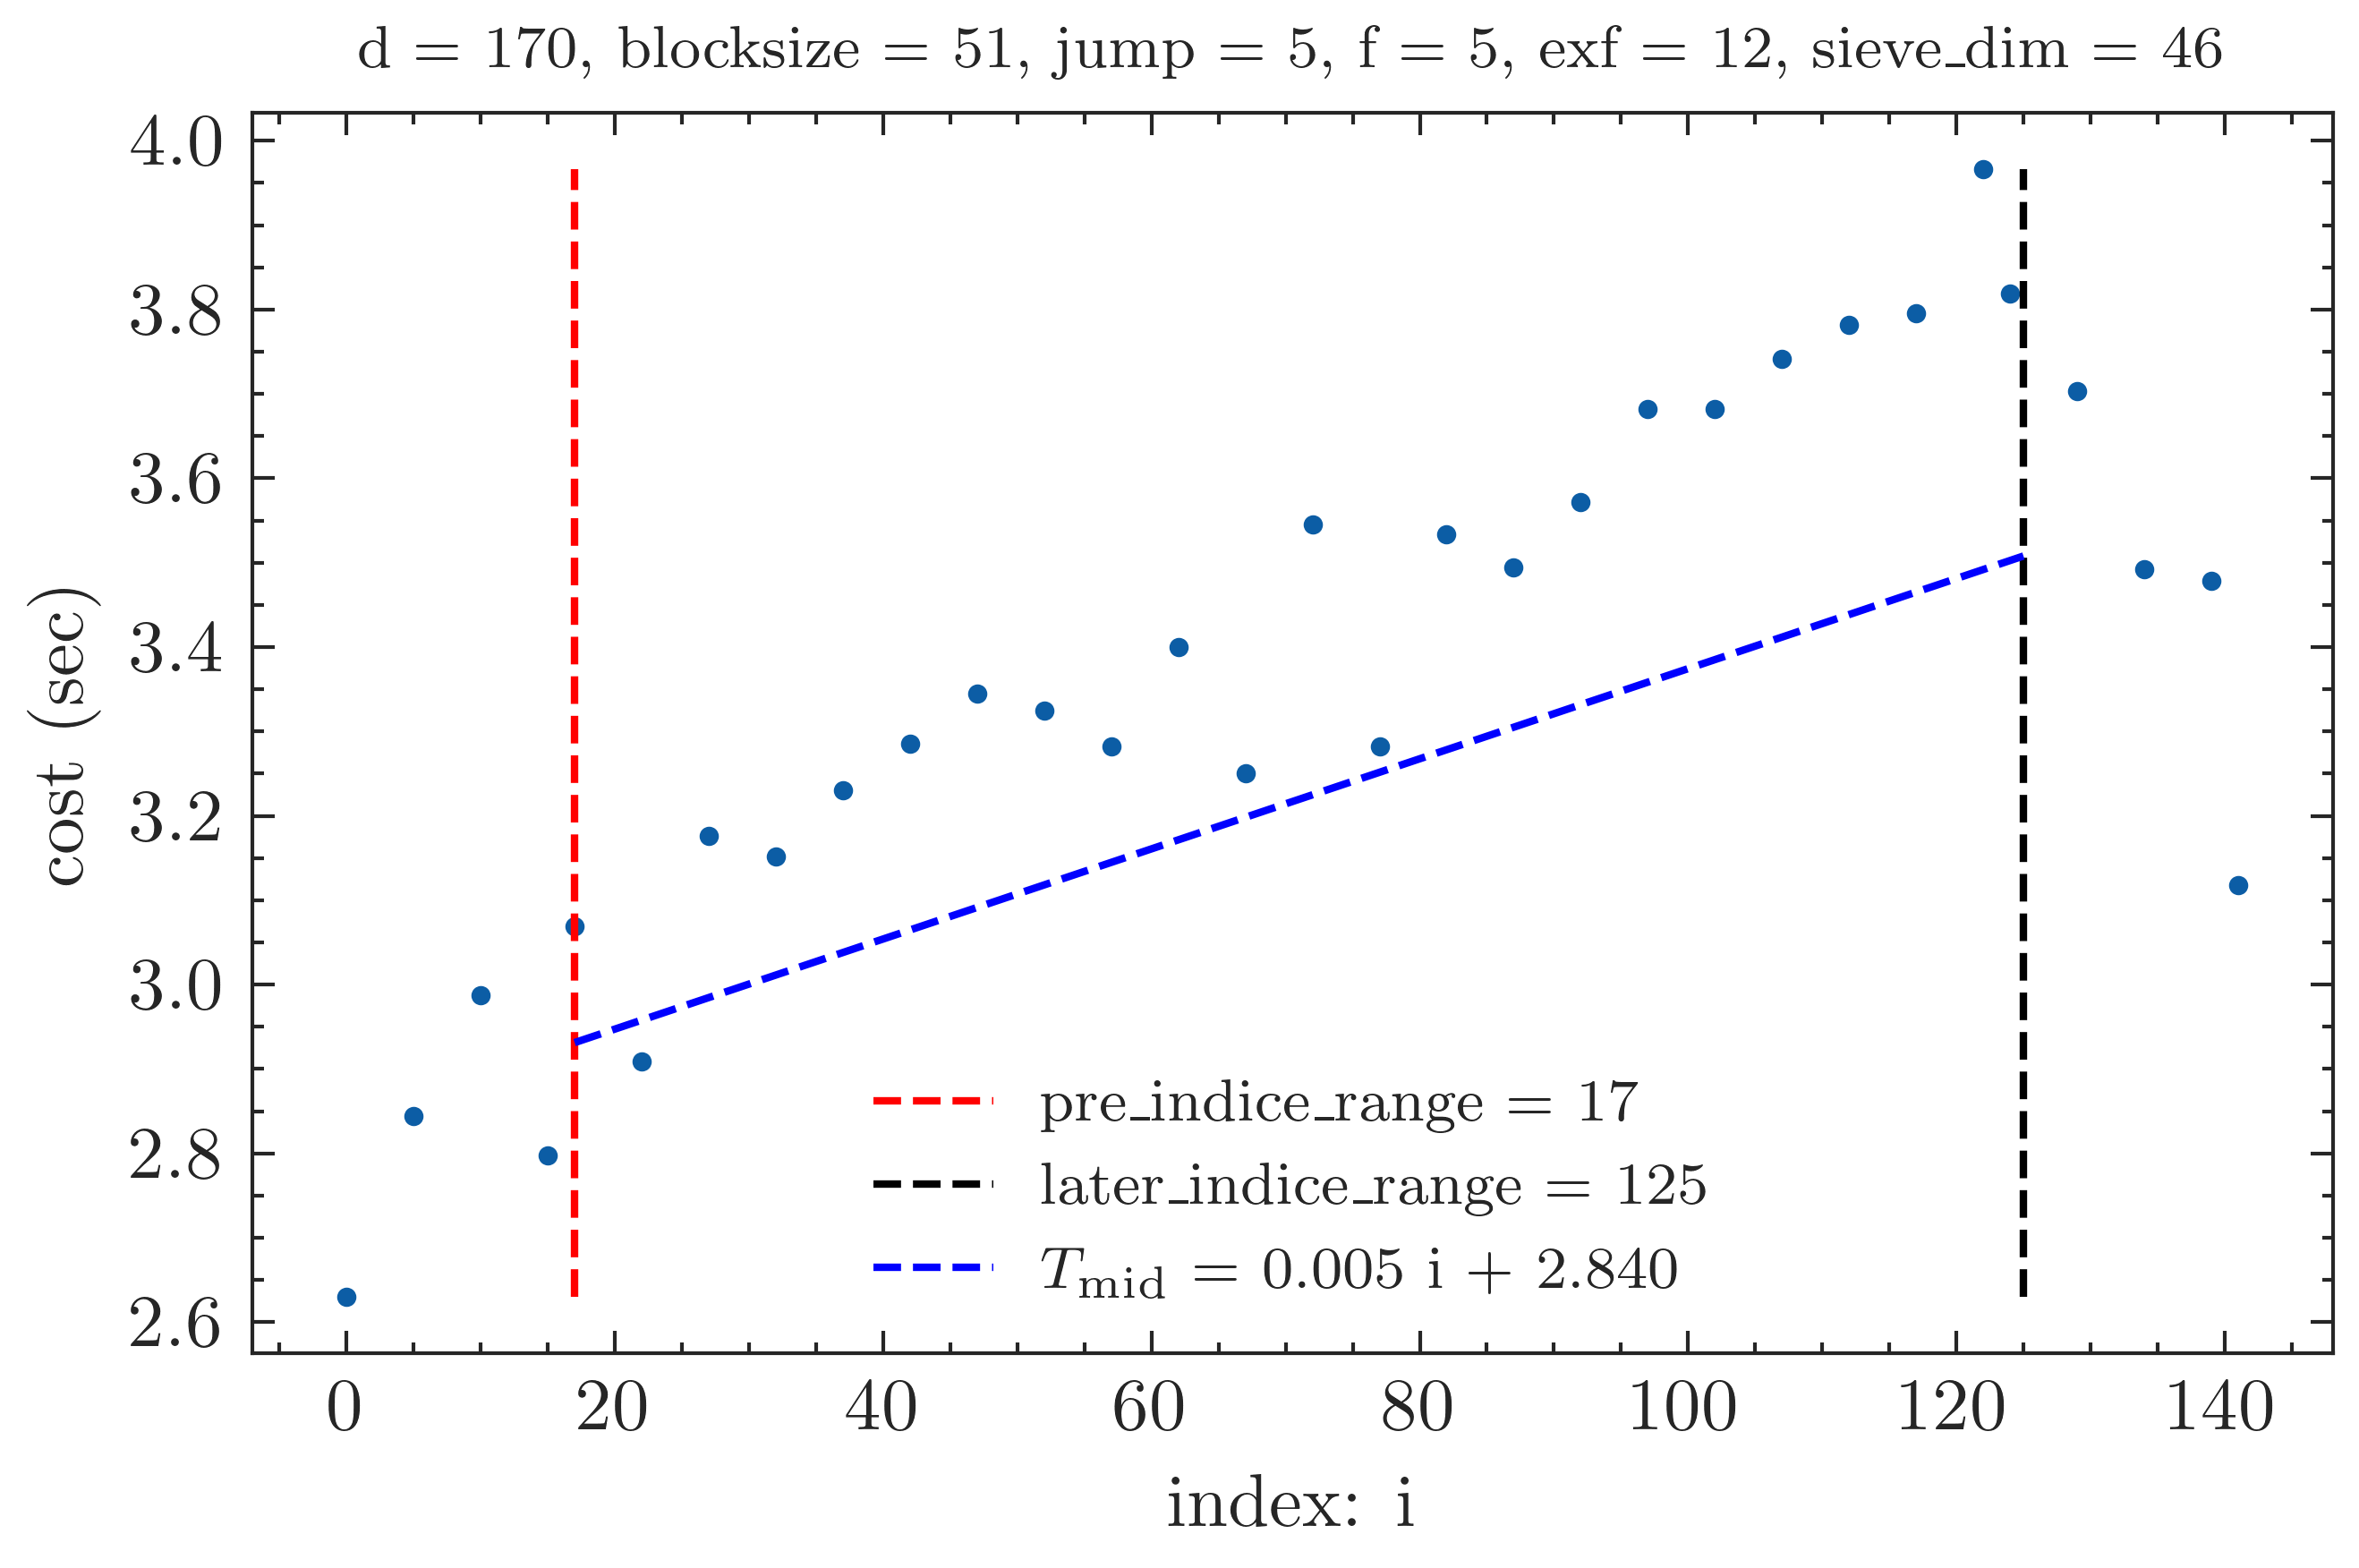 d = 170, blocksize = 51, jump = 5, f = 5, exf = 12, sieve_dim = 46
4.0
3.8
3.6
3.4
3.2
3.0
2.8
2.6
cost (sec)
pre_indice_range = 17
later_indice_range = 125
T_mid = 0.005 i + 2.840
0 20 40 60 80 100 120 140
index: i